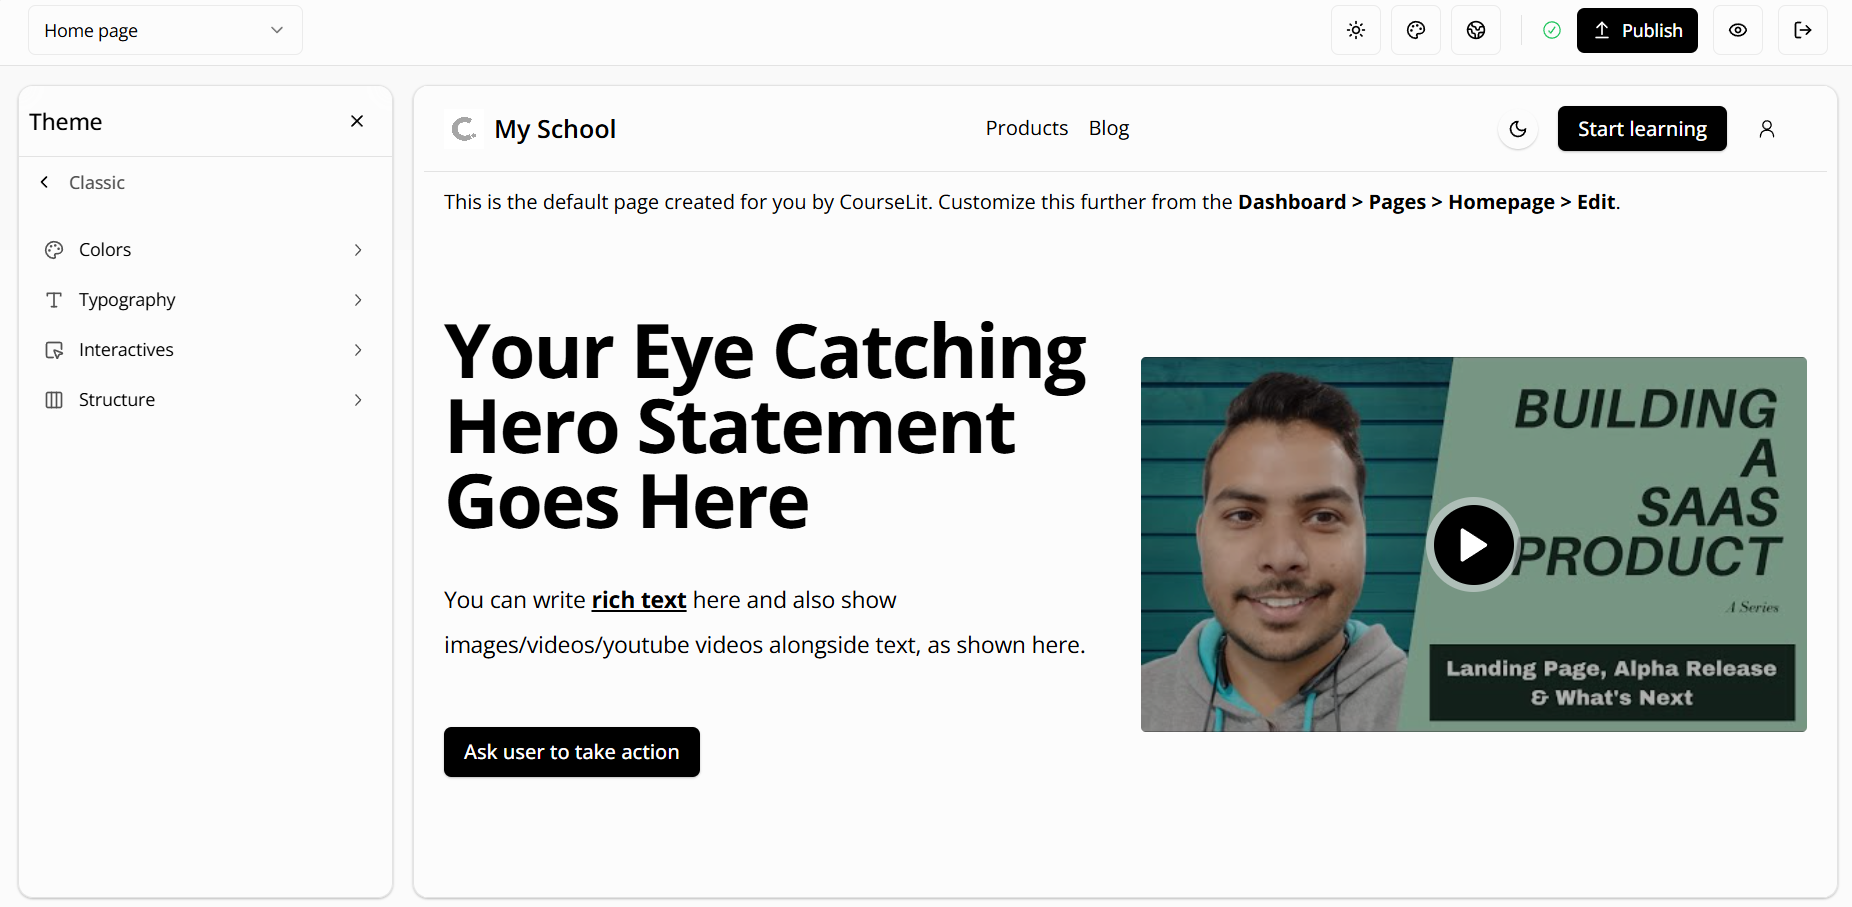 Home page
Publish
Theme
Classic
Colors
Typography
Interactives
Structure
My School
Products
Blog
Start learning
This is the default page created for you by CourseLit. Customize this further from the Dashboard > Pages > Homepage > Edit.
Your Eye Catching
Hero Statement
Goes Here
You can write rich text here and also show
images/videos/youtube videos alongside text, as shown here.
Ask user to take action
BUILDING
A
SAAS
PRODUCT
A Series
Landing Page, Alpha Release
& What's Next